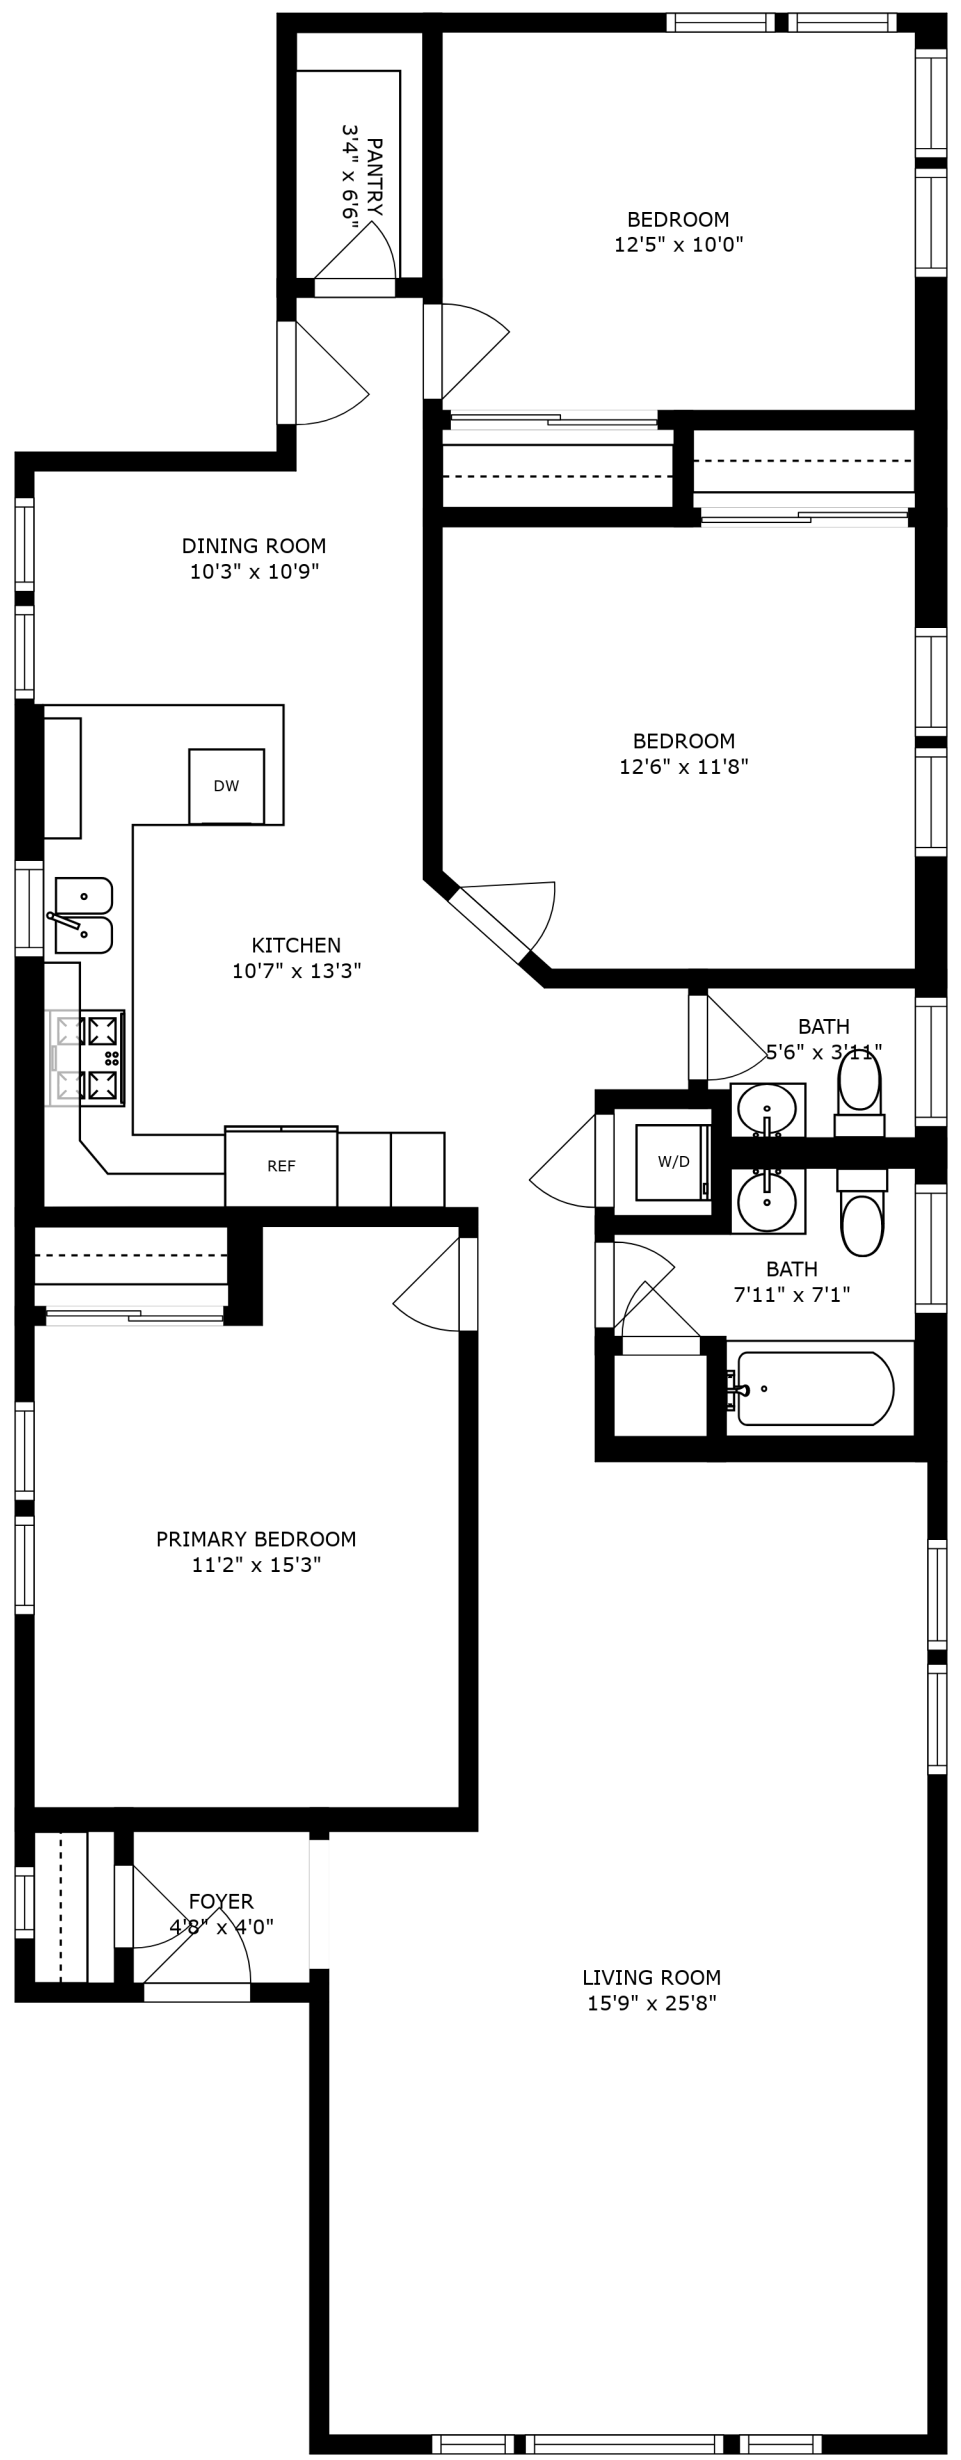 PANTRY
3'4" x 6'6"
BEDROOM
12'5" x 10'0"
DINING ROOM
10'3" x 10'9"
BEDROOM
12'6" x 11'8"
DW
KITCHEN
10'7" x 13'3"
BATH
5'6" x 3'11"
REF
W/D
BATH
7'11" x 7'1"
PRIMARY BEDROOM
11'2" x 15'3"
FOYER
4'8" x 4'0"
LIVING ROOM
15'9" x 25'8"